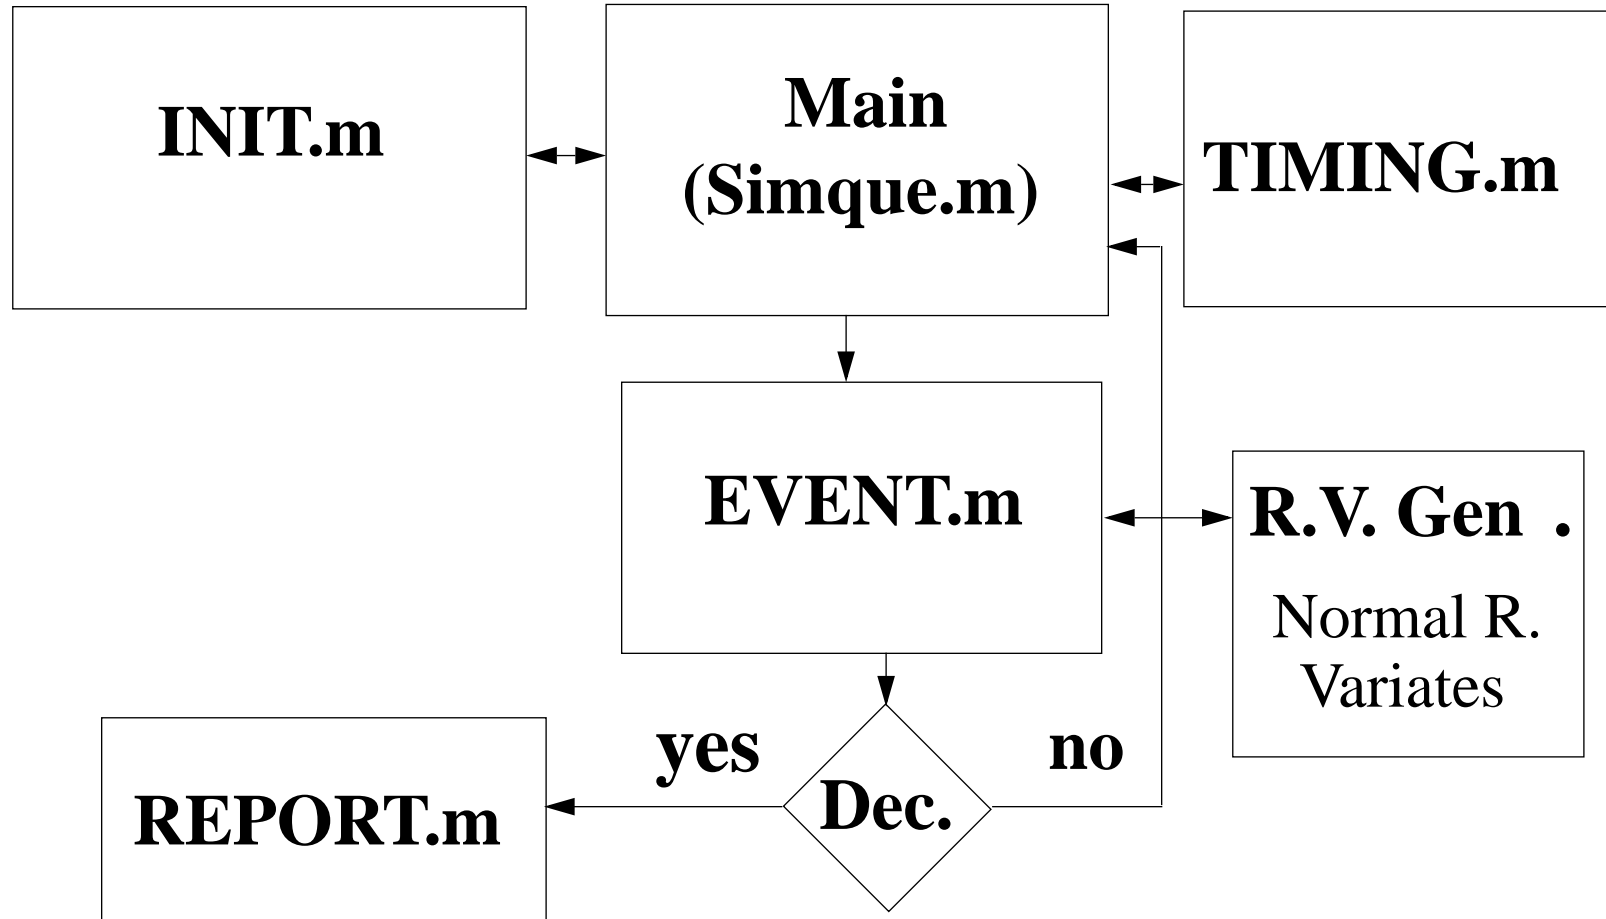 INIT.m
Main
(Simque.m)
TIMING.m
EVENT.m
R.V. Gen .
Normal R.
Variates
yes
no
Dec.
REPORT.m